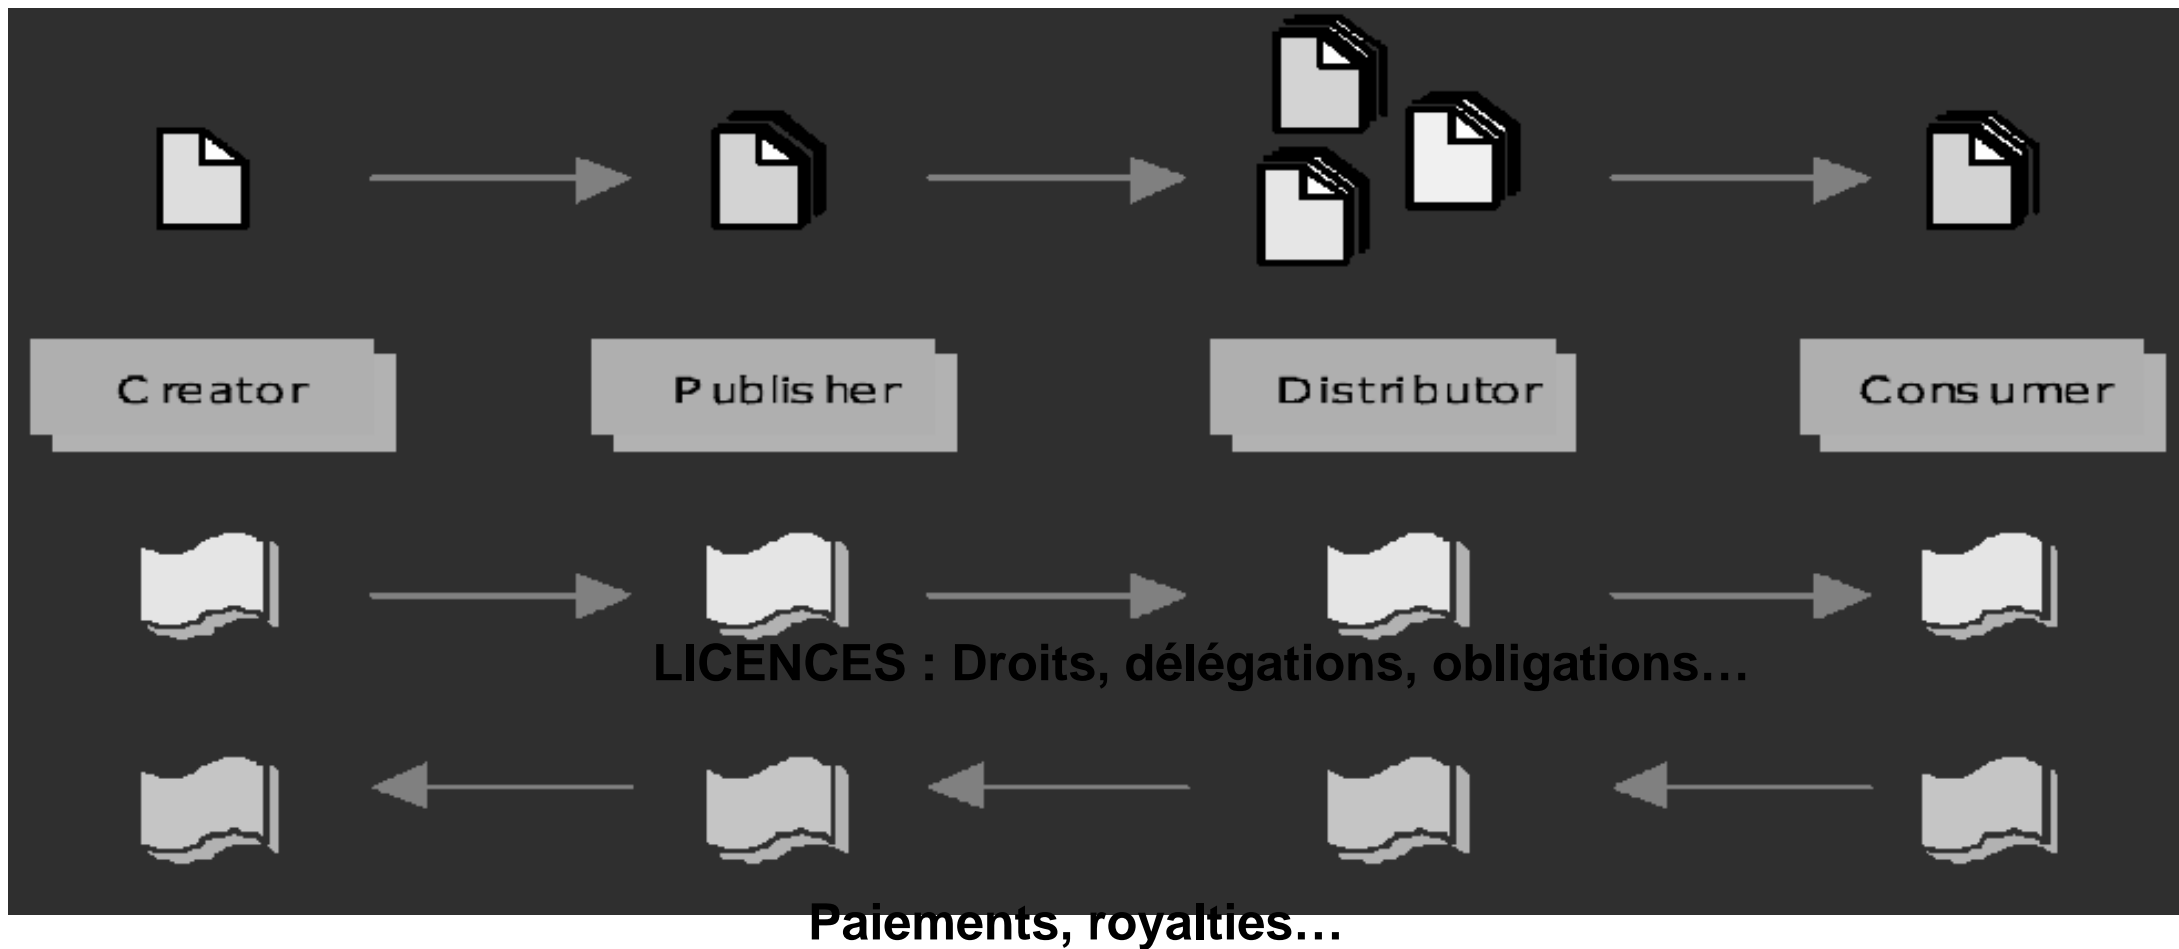 Creator
Publisher
Distributor
Consumer
LICENCES : Droits, délégations, obligations…
Paiements, royalties…